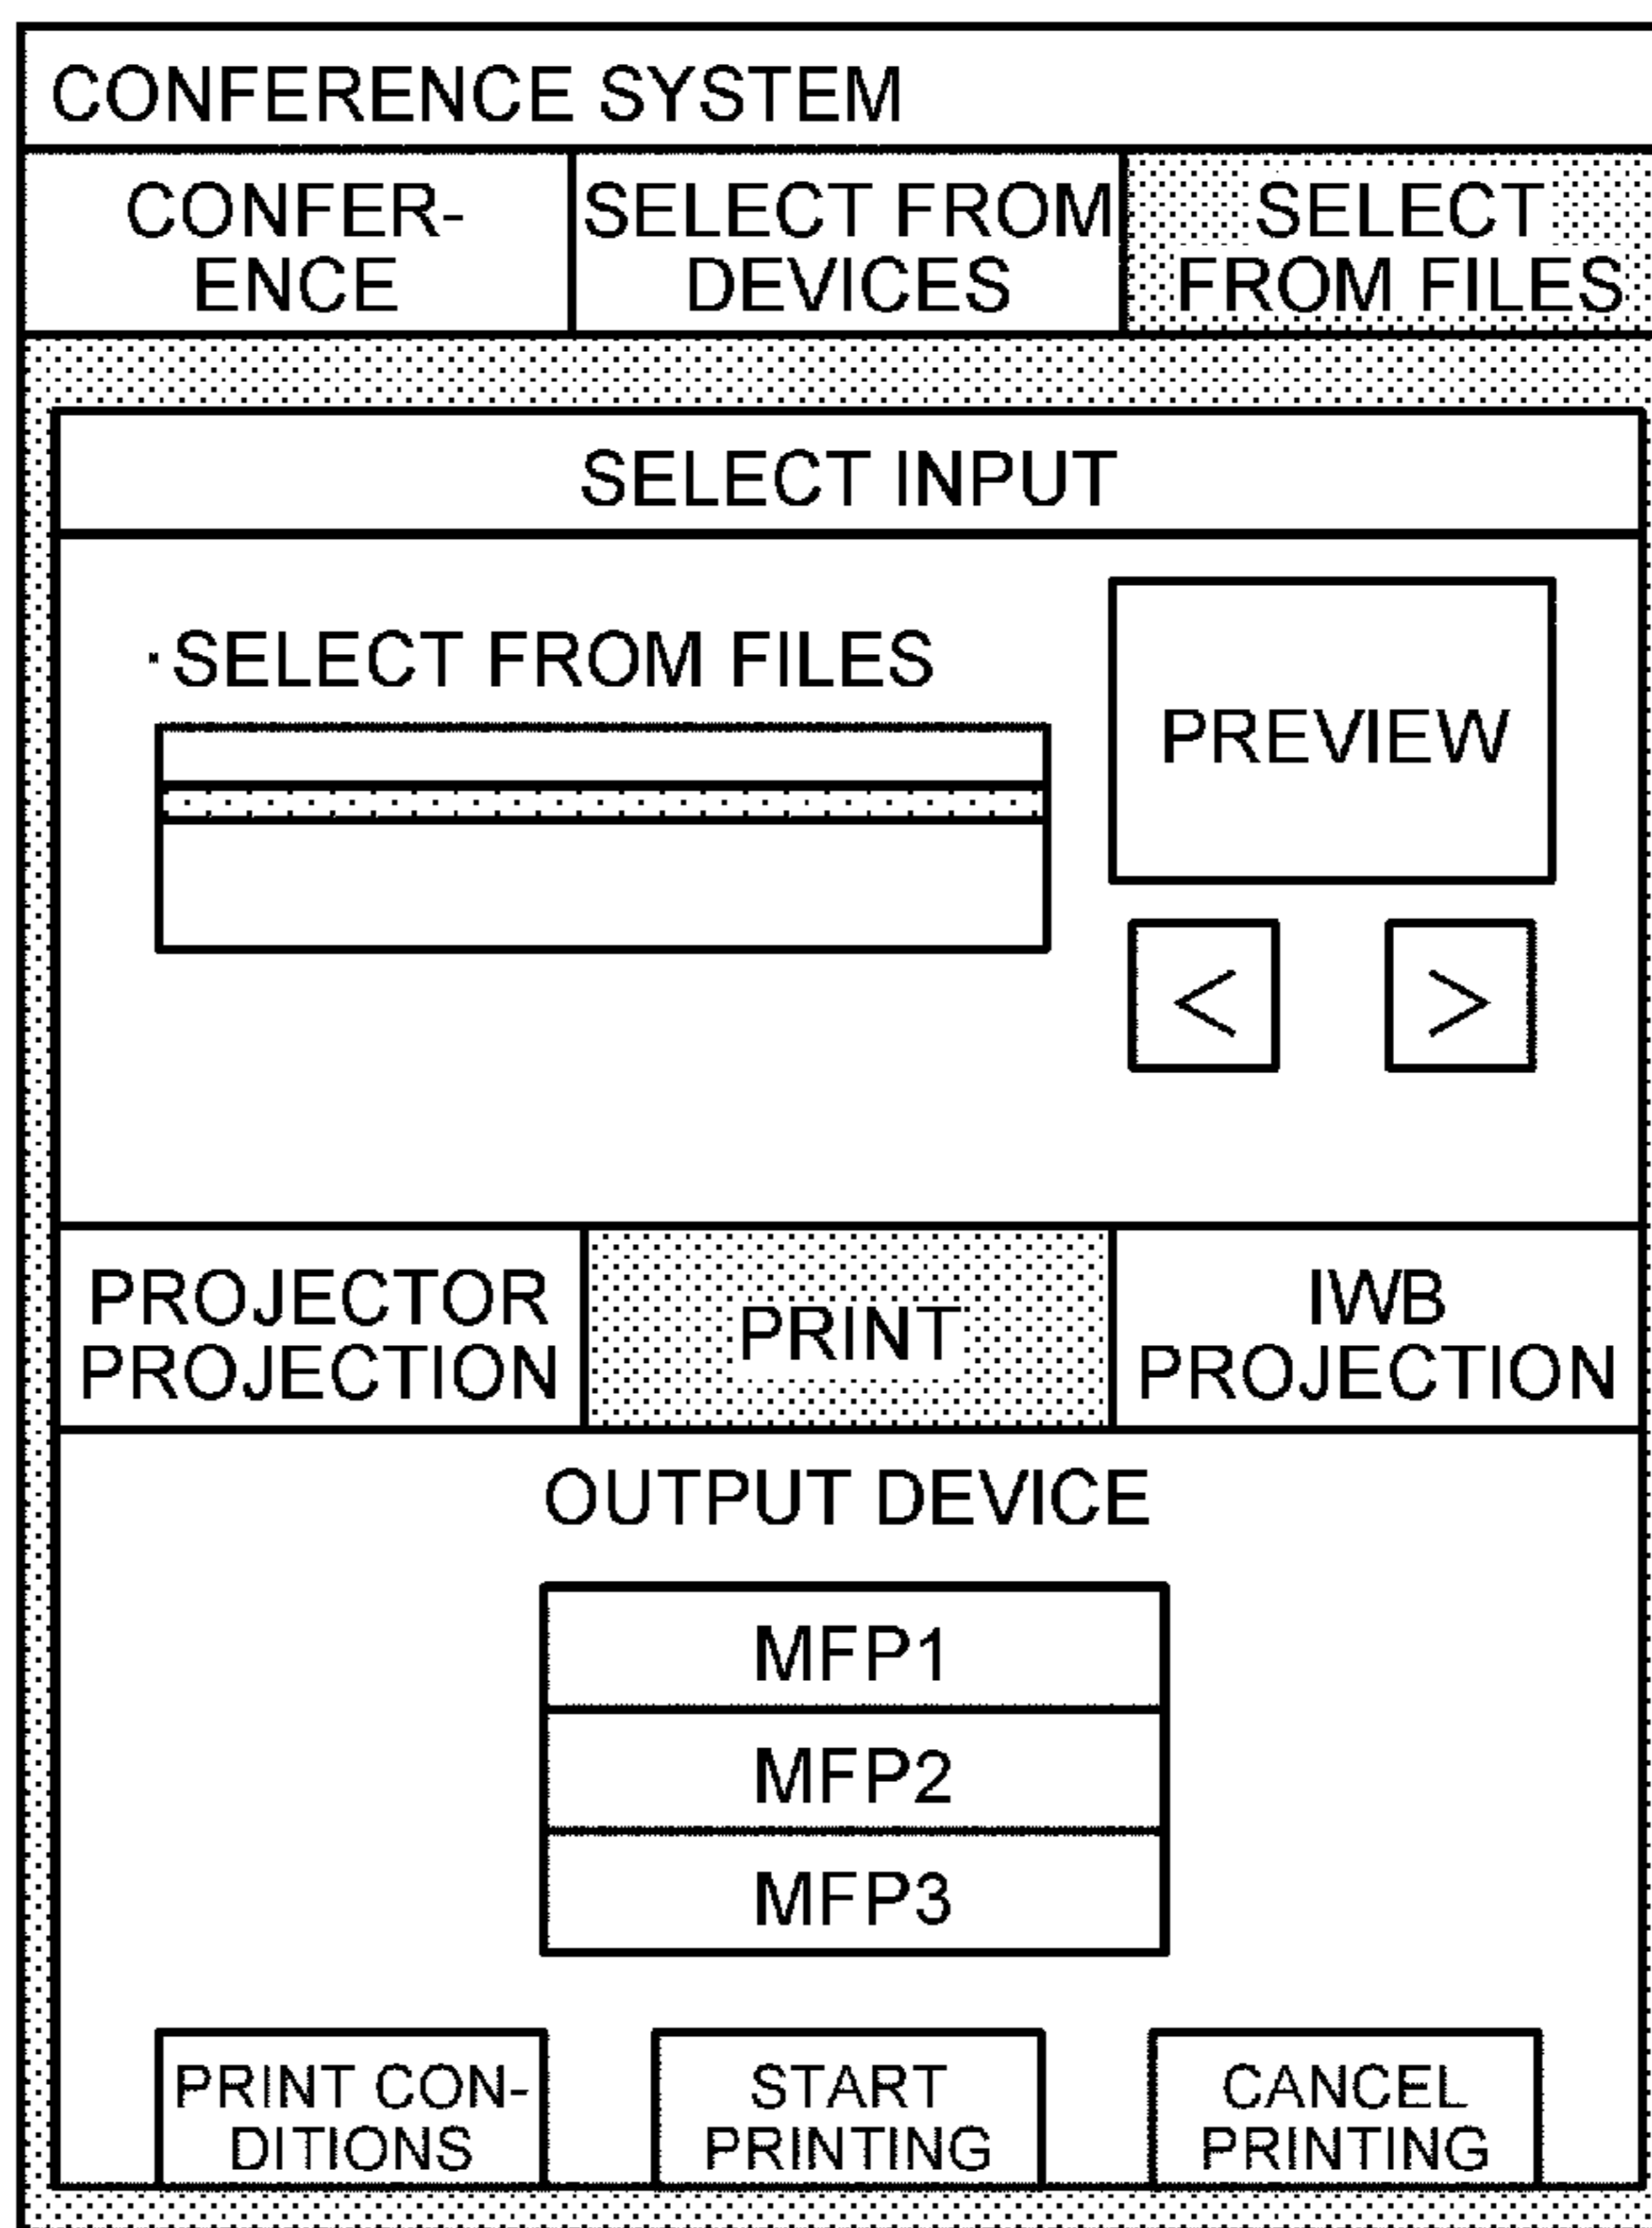 CONFERENCE SYSTEM
CONFER-
ENCE
SELECT FROM
DEVICES
SELECT
FROM FILES
SELECT INPUT
·SELECT FROM FILES
PREVIEW
<
>
PROJECTOR
PROJECTION
PRINT
IWB
PROJECTION
OUTPUT DEVICE
MFP1
MFP2
MFP3
PRINT CON-
DITIONS
START
PRINTING
CANCEL
PRINTING